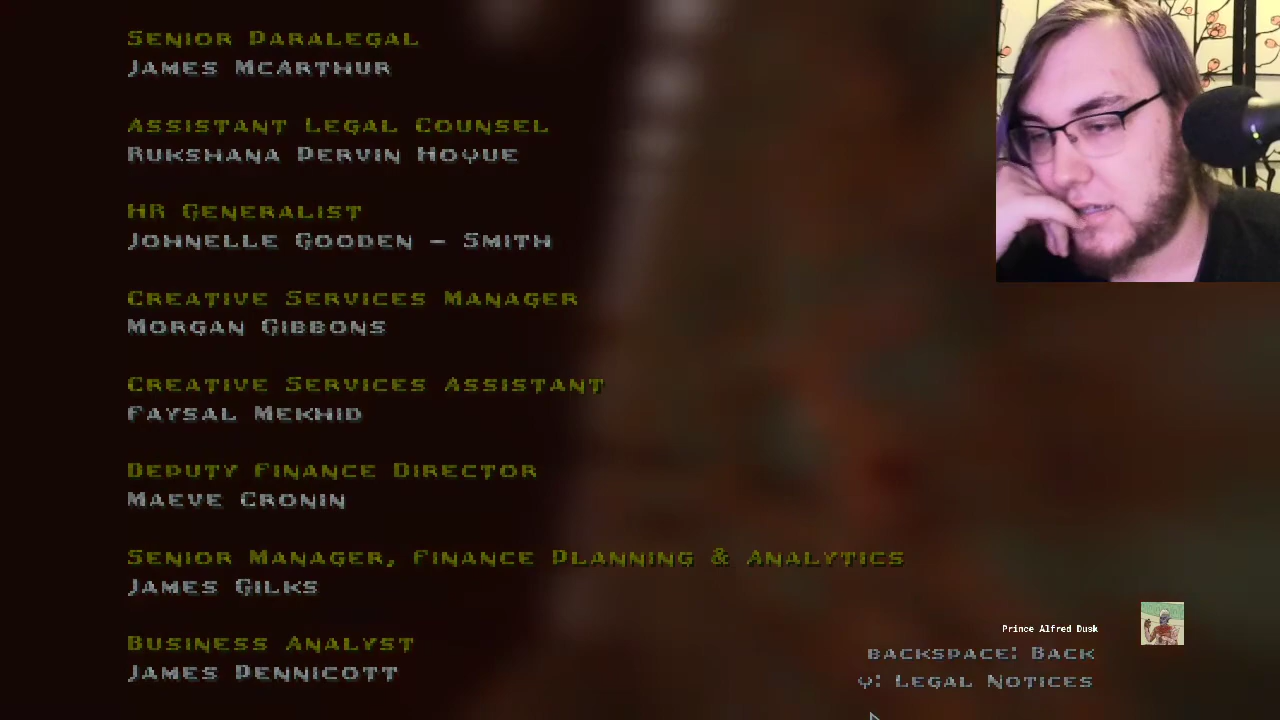 Senior Paralegal
James McArthur
Assistant Legal Counsel
Rukshana Pervin Hoque
HR Generalist
Johnelle Gooden - Smith
Creative Services Manager
Morgan Gibbons
Creative Services Assistant
Faysal Mekhid
Deputy Finance Director
Maeve Cronin
Senior Manager, Finance Planning & Analytics
James Gilks
Business Analyst
James Pennicott
Prince Alfred Dusk
backspace: Back
q: Legal Notices